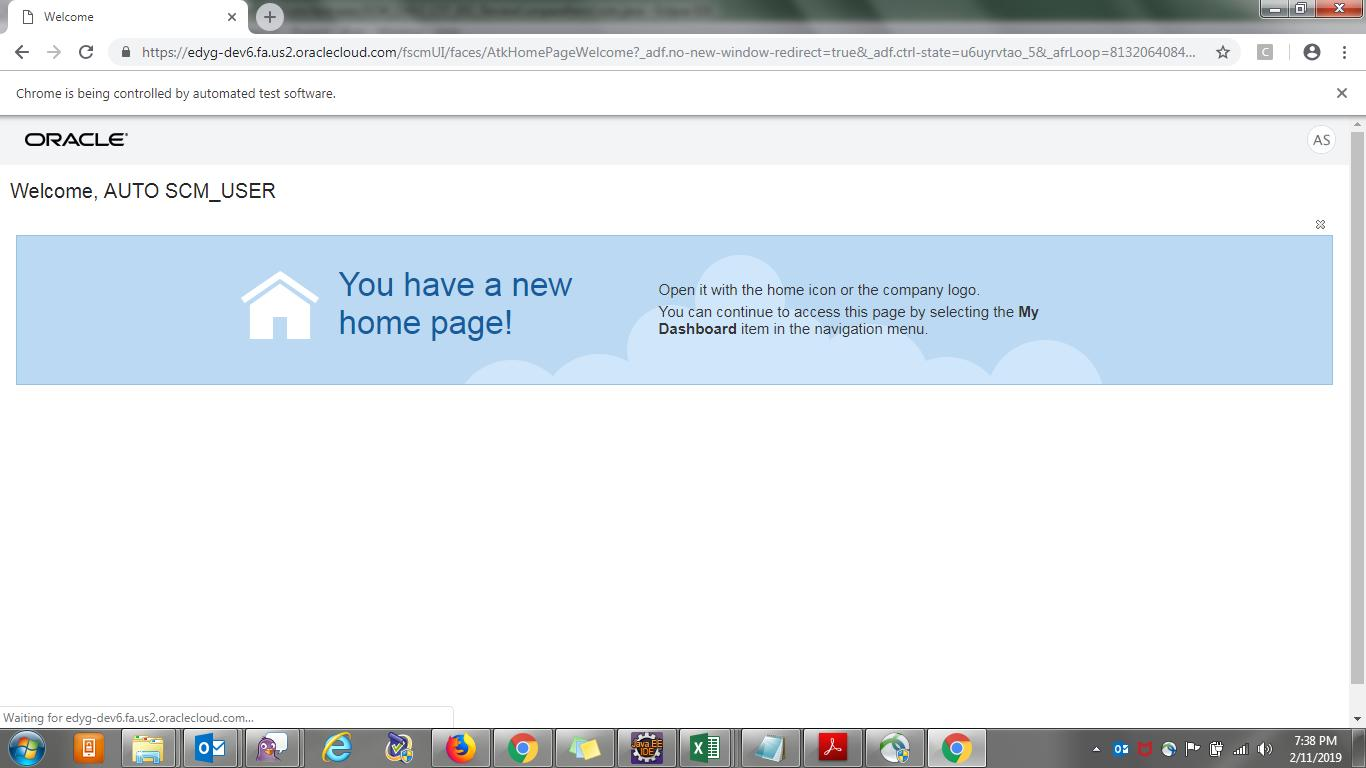 Welcome
https://edyg-dev6.fa.us2.oraclecloud.com/fscmUI/faces/AtkHomePageWelcome?_adf.no-new-window-redirect=true&_adf.ctrl-state=u6uyrvtao_5&_afrLoop=8132064084...
C
Chrome is being controlled by automated test software.
ORACLE
AS
Welcome, AUTO SCM_USER
You have a new
home page!
Open it with the home icon or the company logo.
You can continue to access this page by selecting the My
Dashboard item in the navigation menu.
Waiting for edyg-dev6.fa.us2.oraclecloud.com...
Java EE
IDE
7:38 PM
2/11/2019